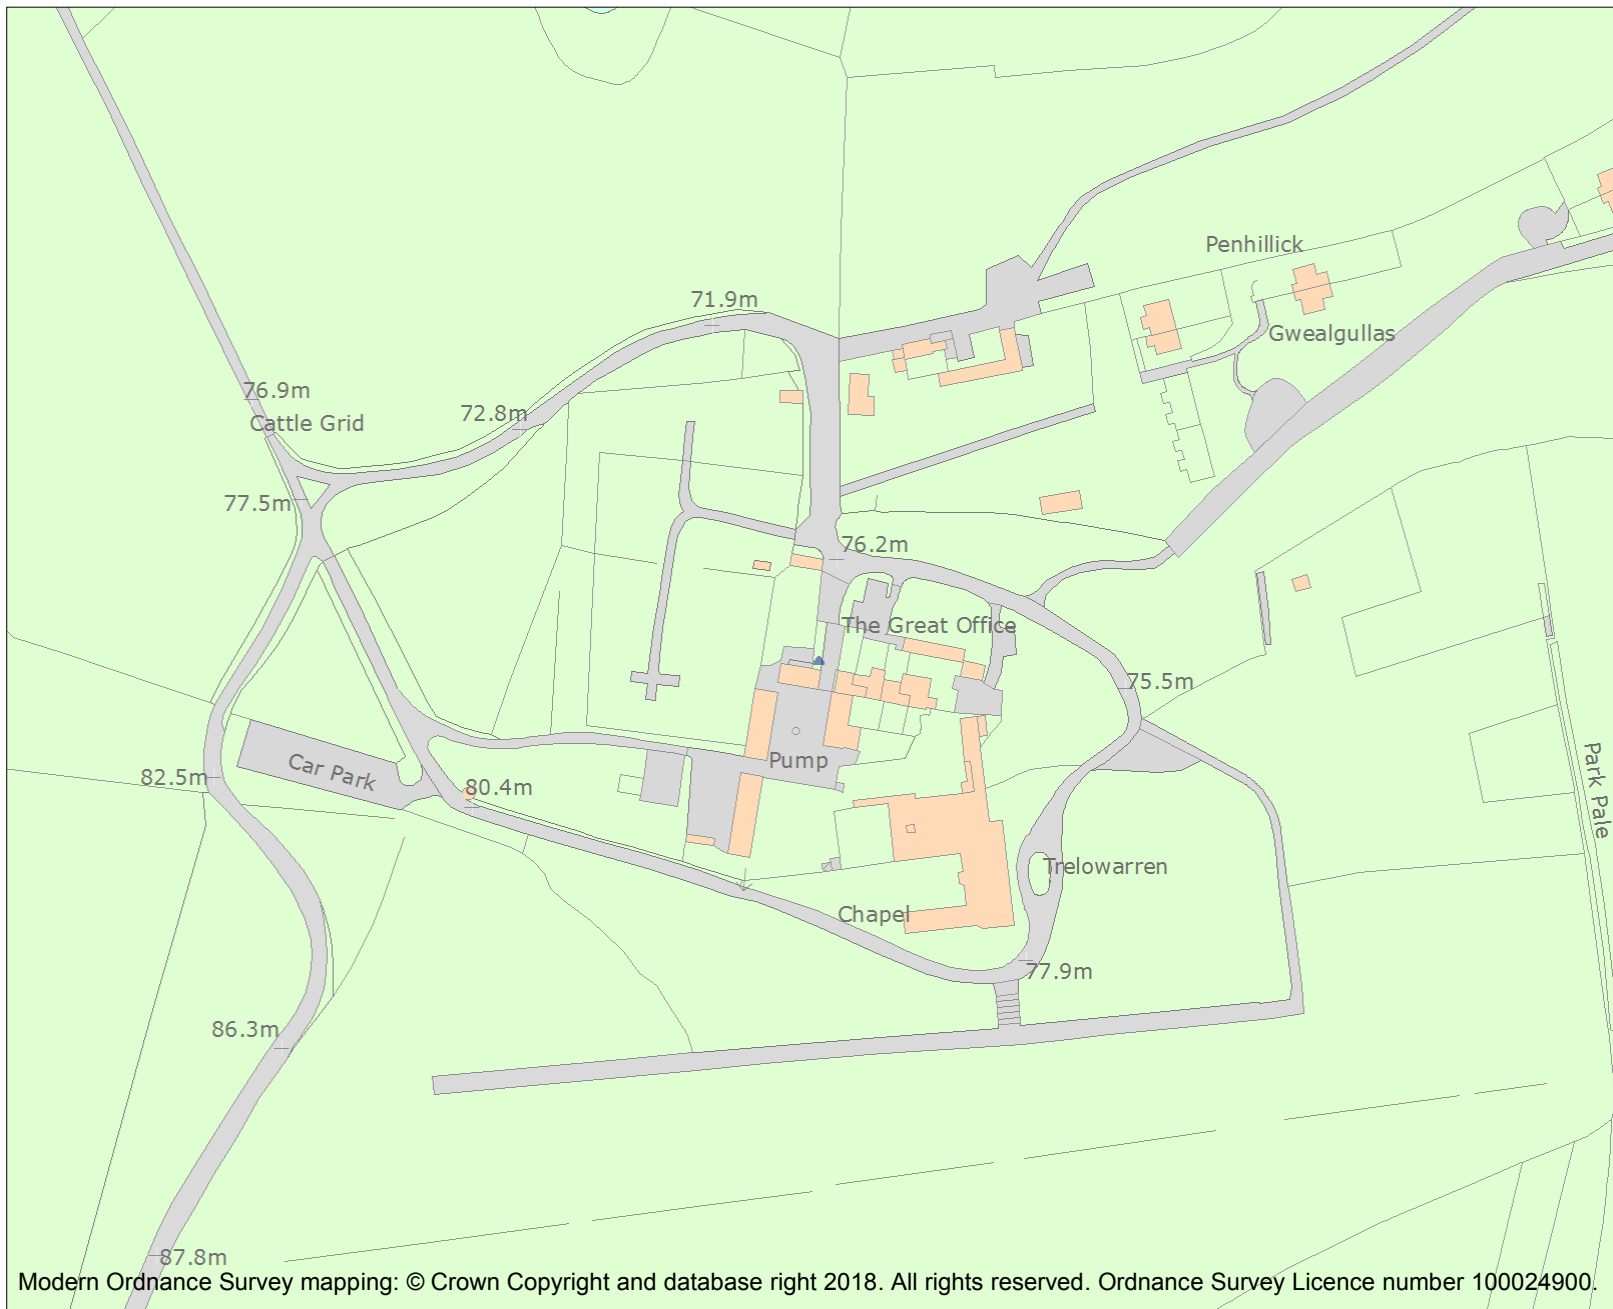 Penhillick
71.9m
Gwealgullas
76.9m
72.8m
Cattle Grid
77.5m
76.2m
The Great Office
75.5m
Pump
Car Park
82.5m
80.4m
Park Pale
Trelowarren
Chapel
77.9m
86.3m
87.8m
Modern Ordnance Survey mapping: © Crown Copyright and database right 2018. All rights reserved. Ordnance Survey Licence number 100024900.